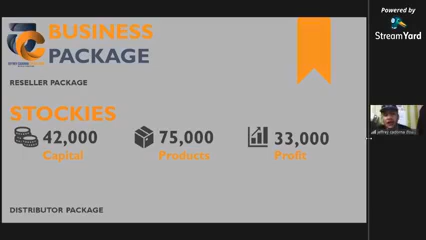 BUSINESS
PACKAGE
RESELLER PACKAGE
STOCKIES
42,000
Capital
75,000
Products
33,000
Profit
DISTRIBUTOR PACKAGE
Powered by
StreamYard